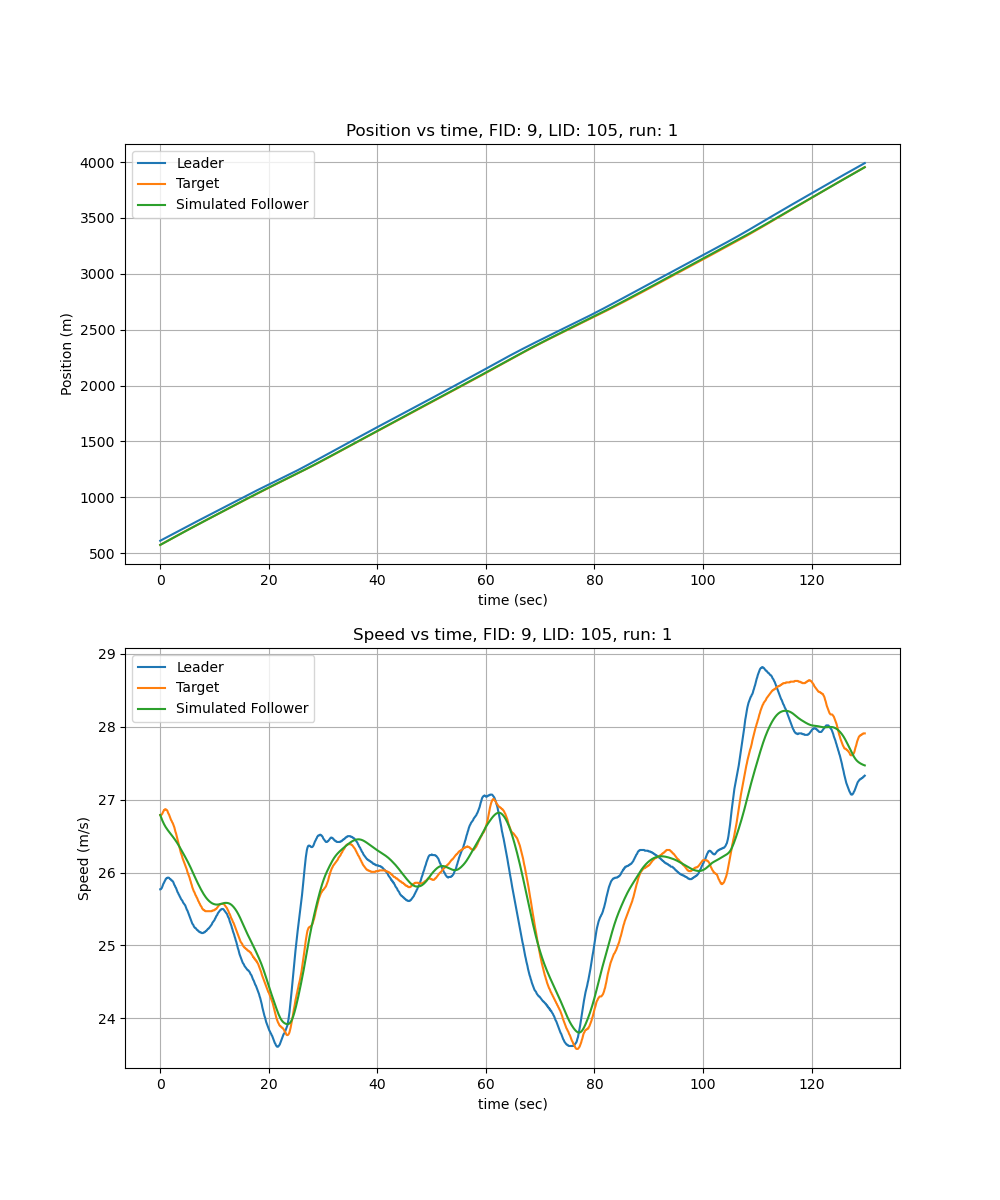 Position vs time, FID: 9, LID: 105, run: 1
Leader
Target
Simulated Follower
4000
3500
3000
2500
2000
1500
1000
500
Position (m)
0 20 40 60 80 100 120
time (sec)
Speed vs time, FID: 9, LID: 105, run: 1
Leader
Target
Simulated Follower
29
28
27
26
25
24
Speed (m/s)
0 20 40 60 80 100 120
time (sec)